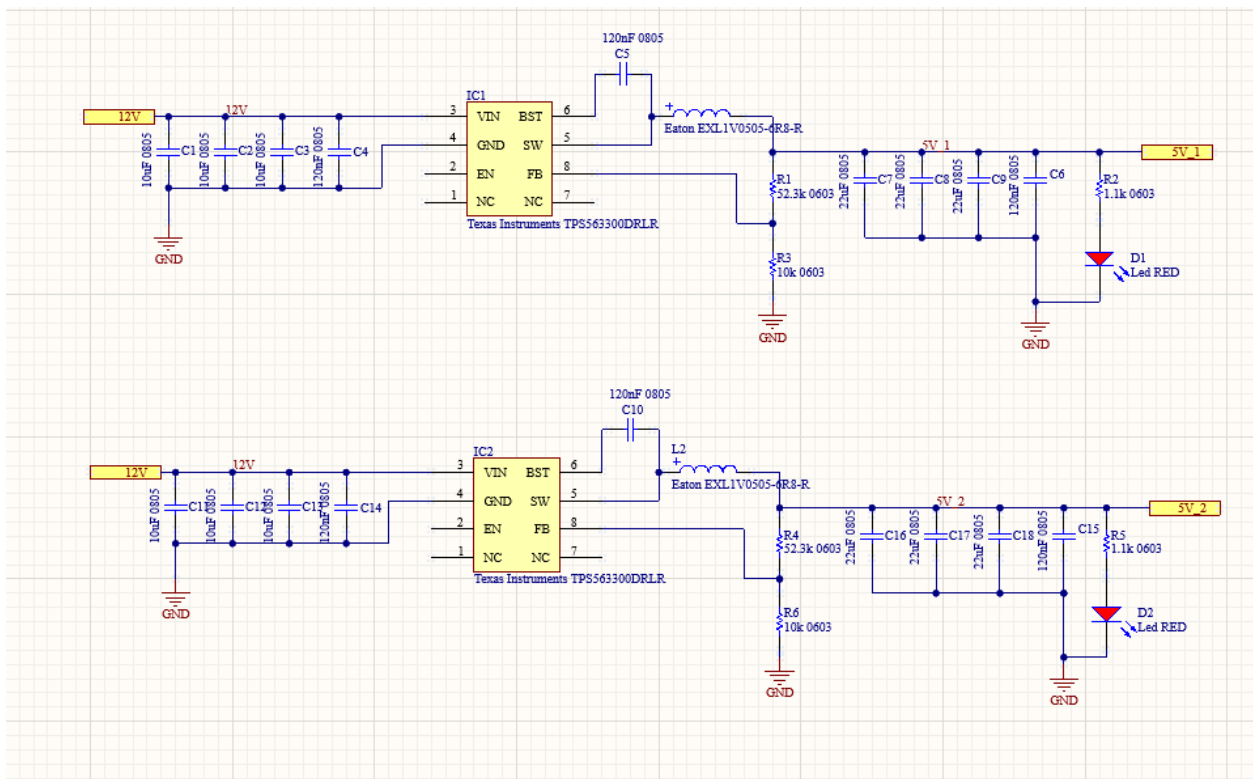 120nF 0805
C5
IC1
12V
12V
3 VIN BST 6
4 GND SW 5
2 EN FB 8
1 NC NC 7
Texas Instruments TPS563300DRLR
+
Eaton EXL1V0505-6R8-R
10uF 0805
C1
10uF 0805
C2
10uF 0805
C3
120nF 0805
C4
GND
R1
52.3k 0603
R3
10k 0603
GND
5V_1
5V_1
22uF 0805
C7
22uF 0805
C8
22uF 0805
C9
120nF 0805
C6
R2
1.1k 0603
D1
Led RED
GND
120nF 0805
C10
IC2
12V
12V
3 VIN BST 6
4 GND SW 5
2 EN FB 8
1 NC NC 7
Texas Instruments TPS563300DRLR
L2
+
Eaton EXL1V0505-6R8-R
10uF 0805
C11
10uF 0805
C12
10uF 0805
C13
120nF 0805
C14
GND
R4
52.3k 0603
R6
10k 0603
GND
5V_2
5V_2
22uF 0805
C16
22uF 0805
C17
22uF 0805
C18
120nF 0805
C15
R5
1.1k 0603
D2
Led RED
GND